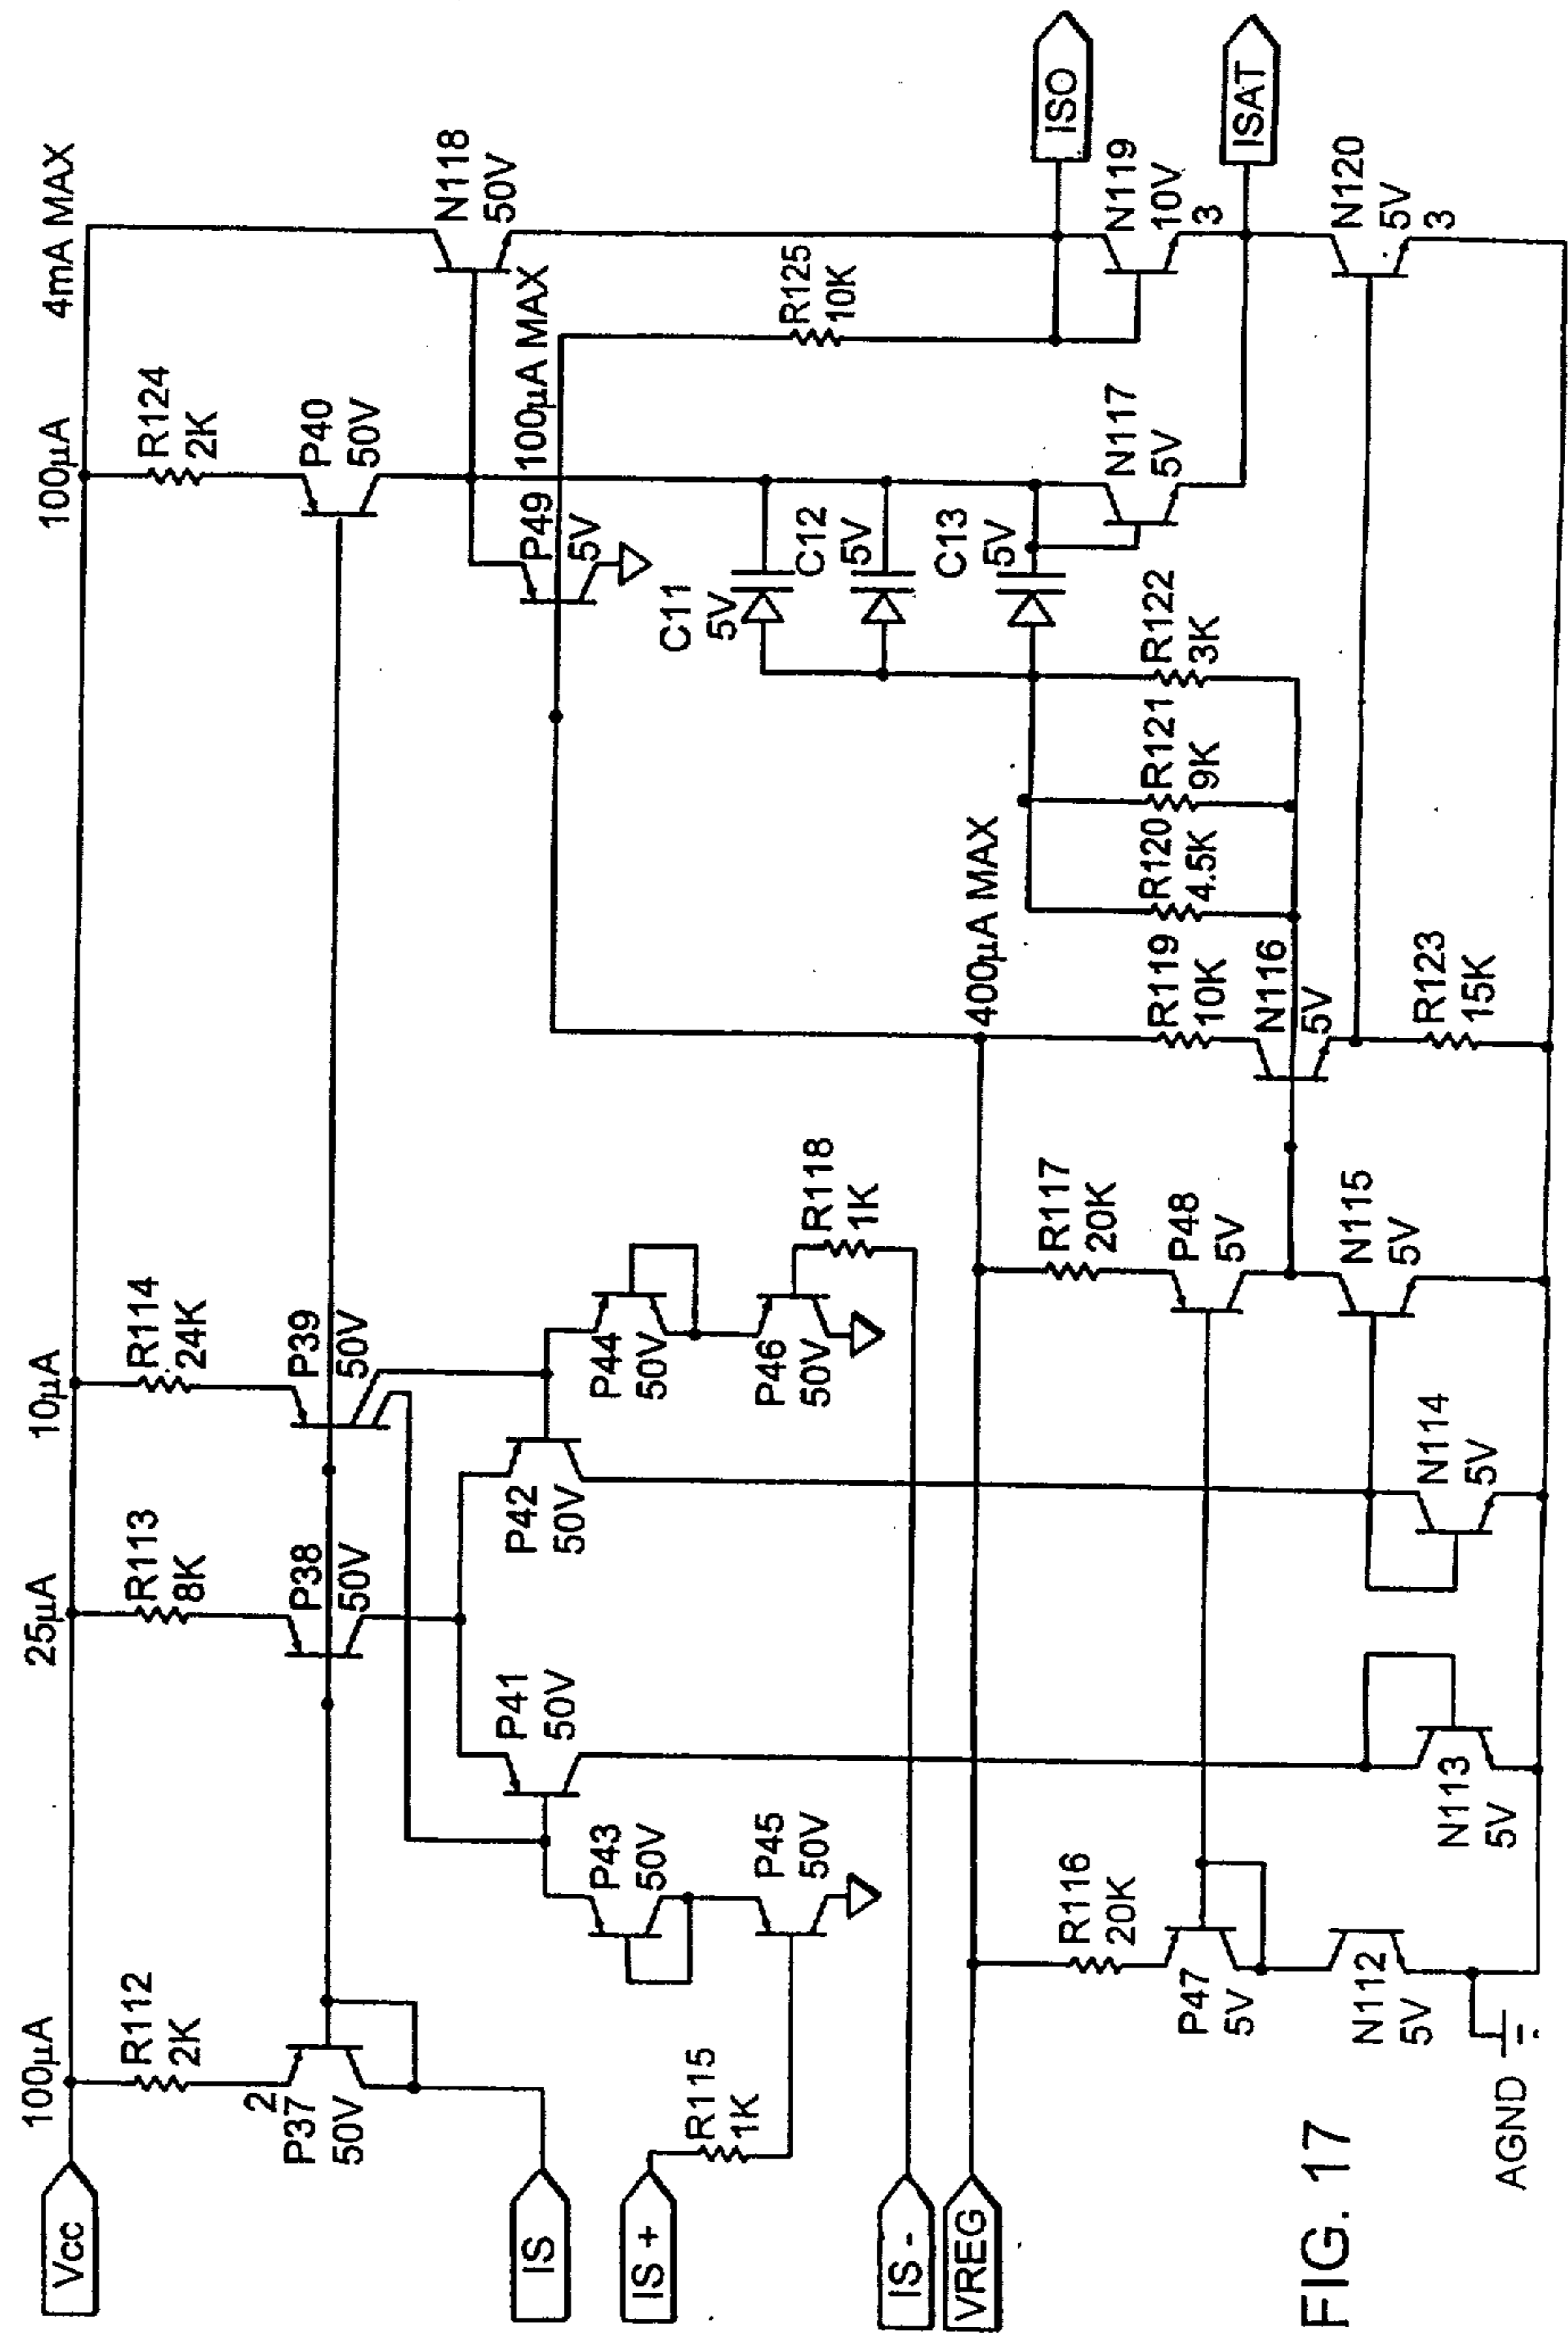 Vcc
100µA
R112
2K
2
P37
50V
IS
IS +
R115
1K
IS -
VREG
25µA
R113
8K
P38
50V
10µA
R114
24K
P39
50V
P41
50V
P42
50V
P43
50V
P45
50V
P44
50V
P46
50V
R118
1K
R116
20K
P47
5V
N112
5V
N113
5V
N114
5V
R117
20K
P48
5V
N115
5V
400µA MAX
R119
10K
N116
5V
R123
15K
R120
4.5K
R121
9K
R122
3K
C11
5V
C12
5V
C13
5V
100µA
R124
2K
P40
50V
P49
5V
100µA MAX
4mA MAX
N118
50V
R125
10K
N117
5V
N119
10V
3
N120
5V
3
ISO
ISAT
AGND
FIG. 17